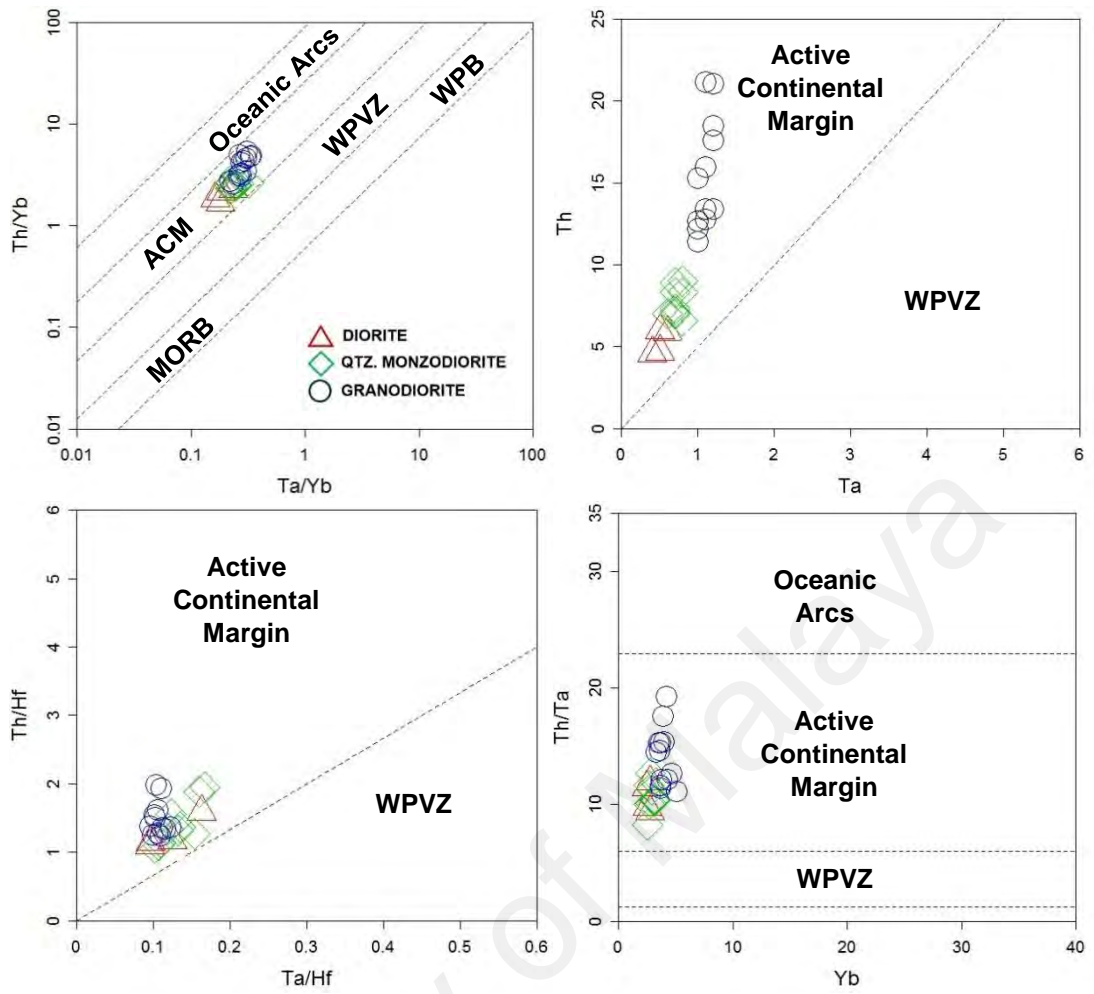 100
10
1
0.1
0.01
Th/Yb
0.01
0.1
1
10
100
Ta/Yb
Oceanic Arcs
WPVZ
WPB
ACM
MORB
DIORITE
QTZ. MONZODIORITE
GRANODIORITE
25
20
15
10
5
0
Th
0
1
2
3
4
5
6
Ta
Active
Continental
Margin
WPVZ
6
5
4
3
2
1
0
Th/Hf
0
0.1
0.2
0.3
0.4
0.5
0.6
Ta/Hf
Active
Continental
Margin
WPVZ
35
30
20
10
0
Th/Ta
0
10
20
30
40
Yb
Oceanic
Arcs
Active
Continental
Margin
WPVZ
y of Malaya